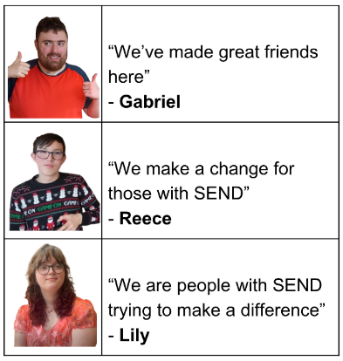 “We’ve made great friends
here”
- Gabriel
“We make a change for
those with SEND”
- Reece
“We are people with SEND
trying to make a difference”
- Lily